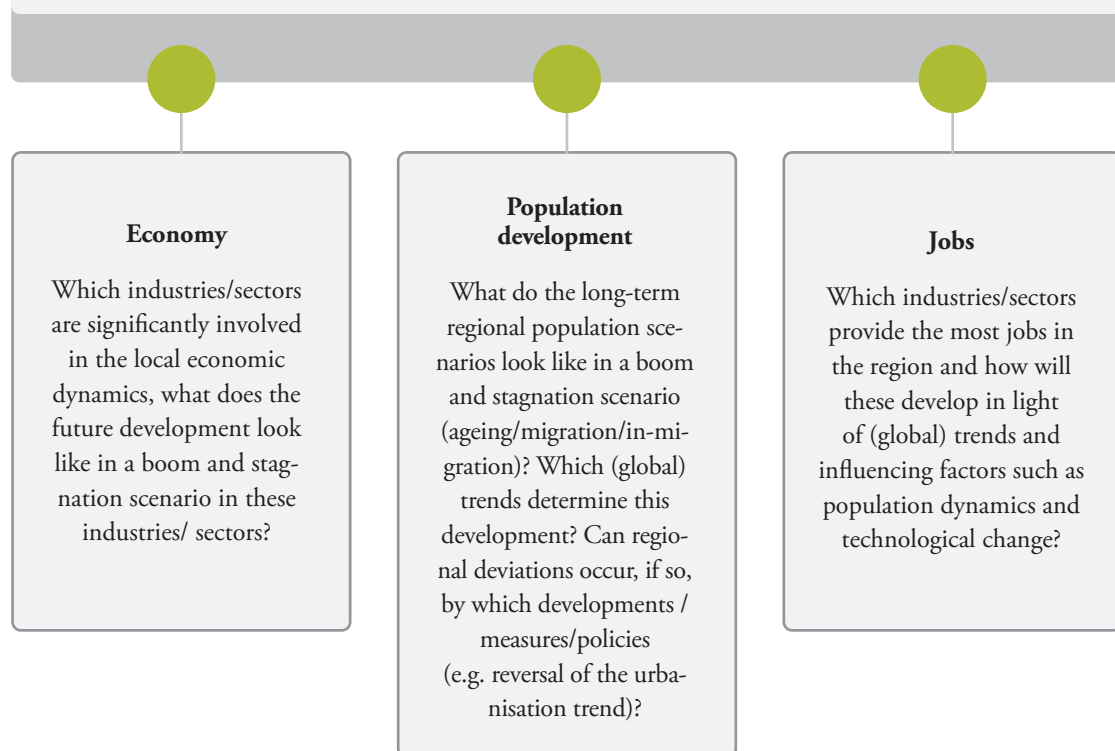 Economy
Which industries/sectors
are significantly involved
in the local economic
dynamics, what does the
future development look
like in a boom and stag-
nation scenario in these
industries/ sectors?
Population
development
What do the long-term
regional population sce-
narios look like in a boom
and stagnation scenario
(ageing/migration/in-mi-
gration)? Which (global)
trends determine this
development? Can regio-
nal deviations occur, if so,
by which developments /
measures/policies
(e.g. reversal of the urba-
nisation trend)?
Jobs
Which industries/sectors
provide the most jobs in
the region and how will
these develop in light
of (global) trends and
influencing factors such as
population dynamics and
technological change?